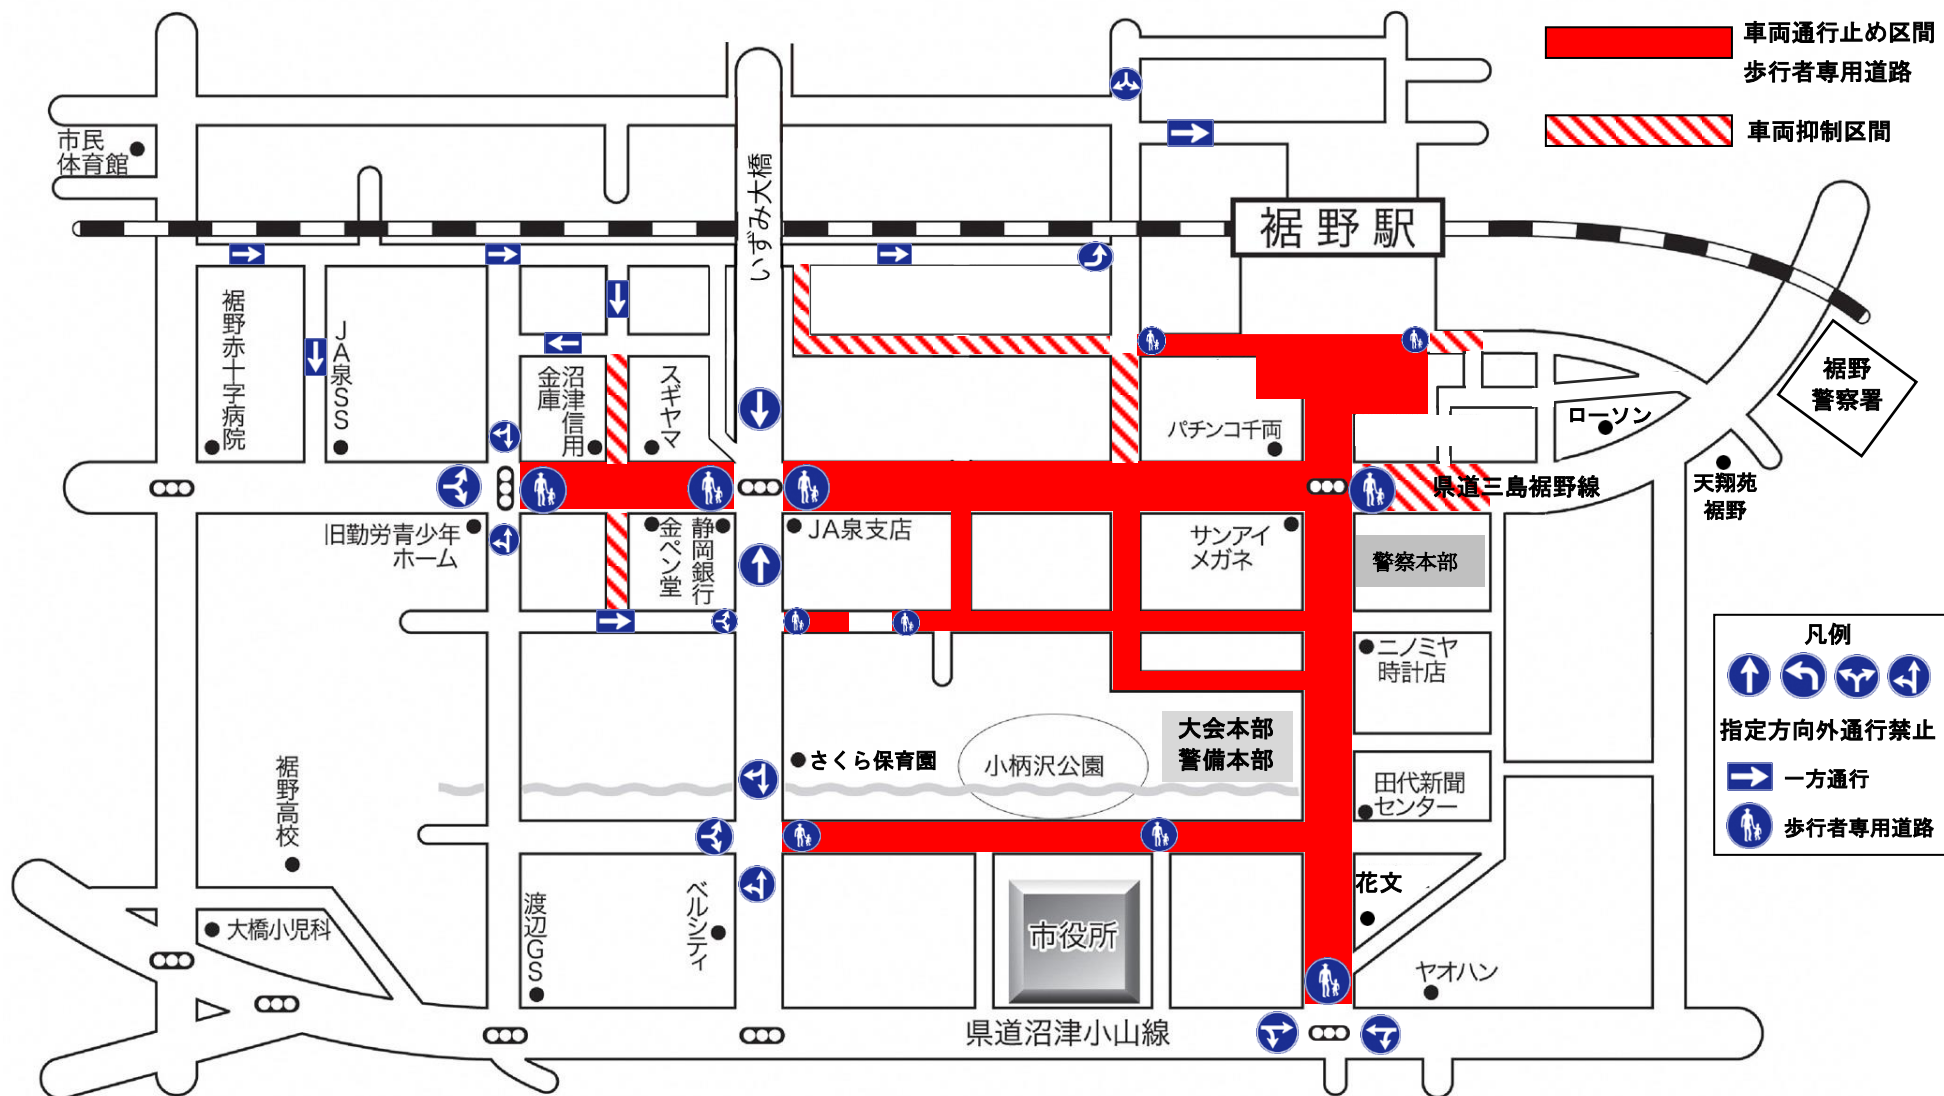 車両通行止め区間
歩行者専用道路
車両抑制区間
市民
体育館
いずみ大橋
裾野駅
裾野赤十字病院
JA泉SS
沼津信用
金庫
スギヤマ
パチンコ千両
ローソン
裾野
警察署
県道三島裾野線
天翔苑
裾野
旧勤労青少年
ホーム
金ペン堂
静岡銀行
JA泉支店
サンアイ
メガネ
警察本部
ニノミヤ
時計店
凡例
指定方向外通行禁止
一方通行
歩行者専用道路
大会本部
警備本部
さくら保育園
小柄沢公園
田代新聞
センター
裾野高校
花文
大橋小児科
渡辺GS
ベルシティ
市役所
ヤオハン
県道沼津小山線